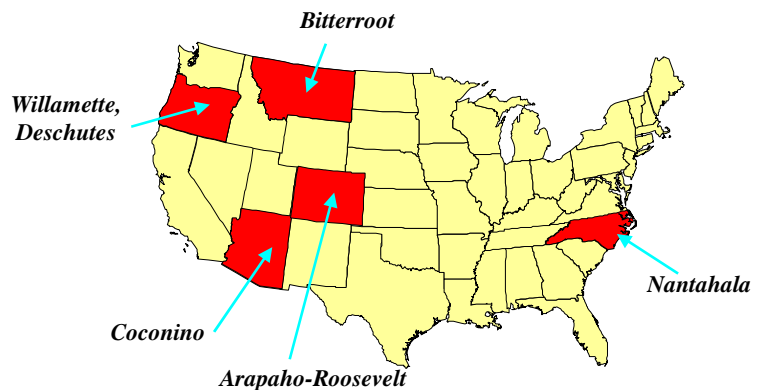 Bitterroot
Willamette,
Deschutes
Nantahala
Coconino
Arapaho-Roosevelt